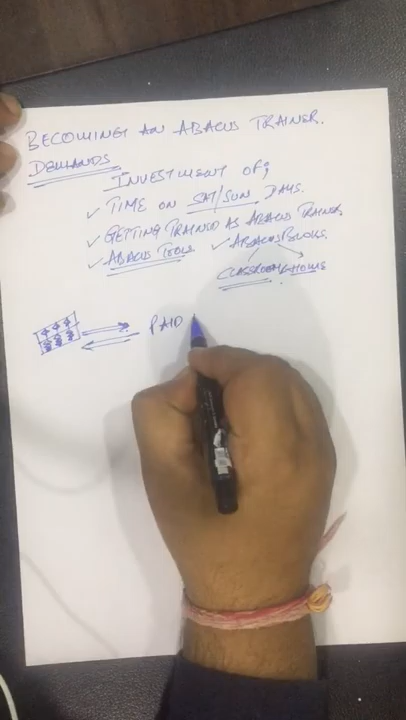 BECOMING AN ABACUS TRAINER.
DEMANDS
INVESTMENT OF;
✓ TIME ON SAT/SUN DAYS.
✓ GETTING TRAINED AS ABACUS TRAINER
✓ ABACUS TOOLS ✓ ABACUS BOOKS.
CLASSROOM & HOME
PAID